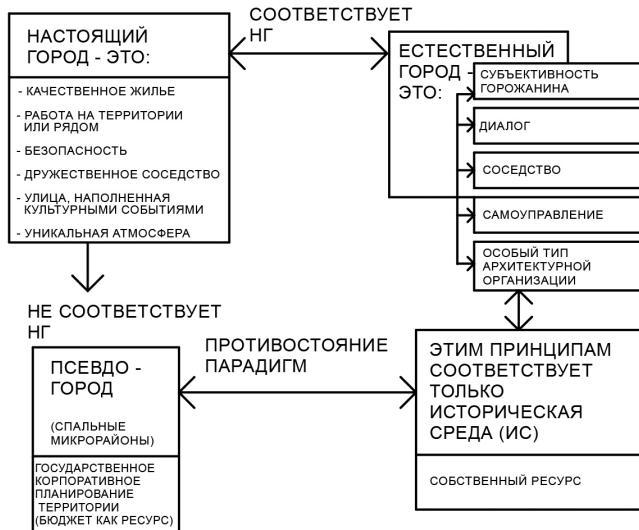 СООТВЕТСТВУЕТ
НГ
НАСТОЯЩИЙ
ГОРОД - ЭТО:
- КАЧЕСТВЕННОЕ ЖИЛЬЕ
- РАБОТА НА ТЕРРИТОРИИ
ИЛИ РЯДОМ
- БЕЗОПАСНОСТЬ
- ДРУЖЕСТВЕННОЕ СОСЕДСТВО
- УЛИЦА, НАПОЛНЕННАЯ
КУЛЬТУРНЫМИ СОБЫТИЯМИ
- УНИКАЛЬНАЯ АТМОСФЕРА
ЕСТЕСТВЕННЫЙ
ГОРОД -
ЭТО:
СУБЪЕКТИВНОСТЬ
ГОРОЖАНИНА
ДИАЛОГ
СОСЕДСТВО
САМОУПРАВЛЕНИЕ
ОСОБЫЙ ТИП
АРХИТЕКТУРНОЙ
ОРГАНИЗАЦИИ
НЕ СООТВЕТСТВУЕТ
НГ
ПСЕВДО -
ГОРОД
(СПАЛЬНЫЕ
МИКРОРАЙОНЫ)
ГОСУДАРСТВЕННОЕ
КОРПОРАТИВНОЕ
ПЛАНИРОВАНИЕ
ТЕРРИТОРИИ
(БЮДЖЕТ КАК РЕСУРС)
ПРОТИВОСТОЯНИЕ
ПАРАДИГМ
ЭТИМ ПРИНЦИПАМ
СООТВЕТСТВУЕТ
ТОЛЬКО
ИСТОРИЧЕСКАЯ
СРЕДА (ИС)
СОБСТВЕННЫЙ РЕСУРС